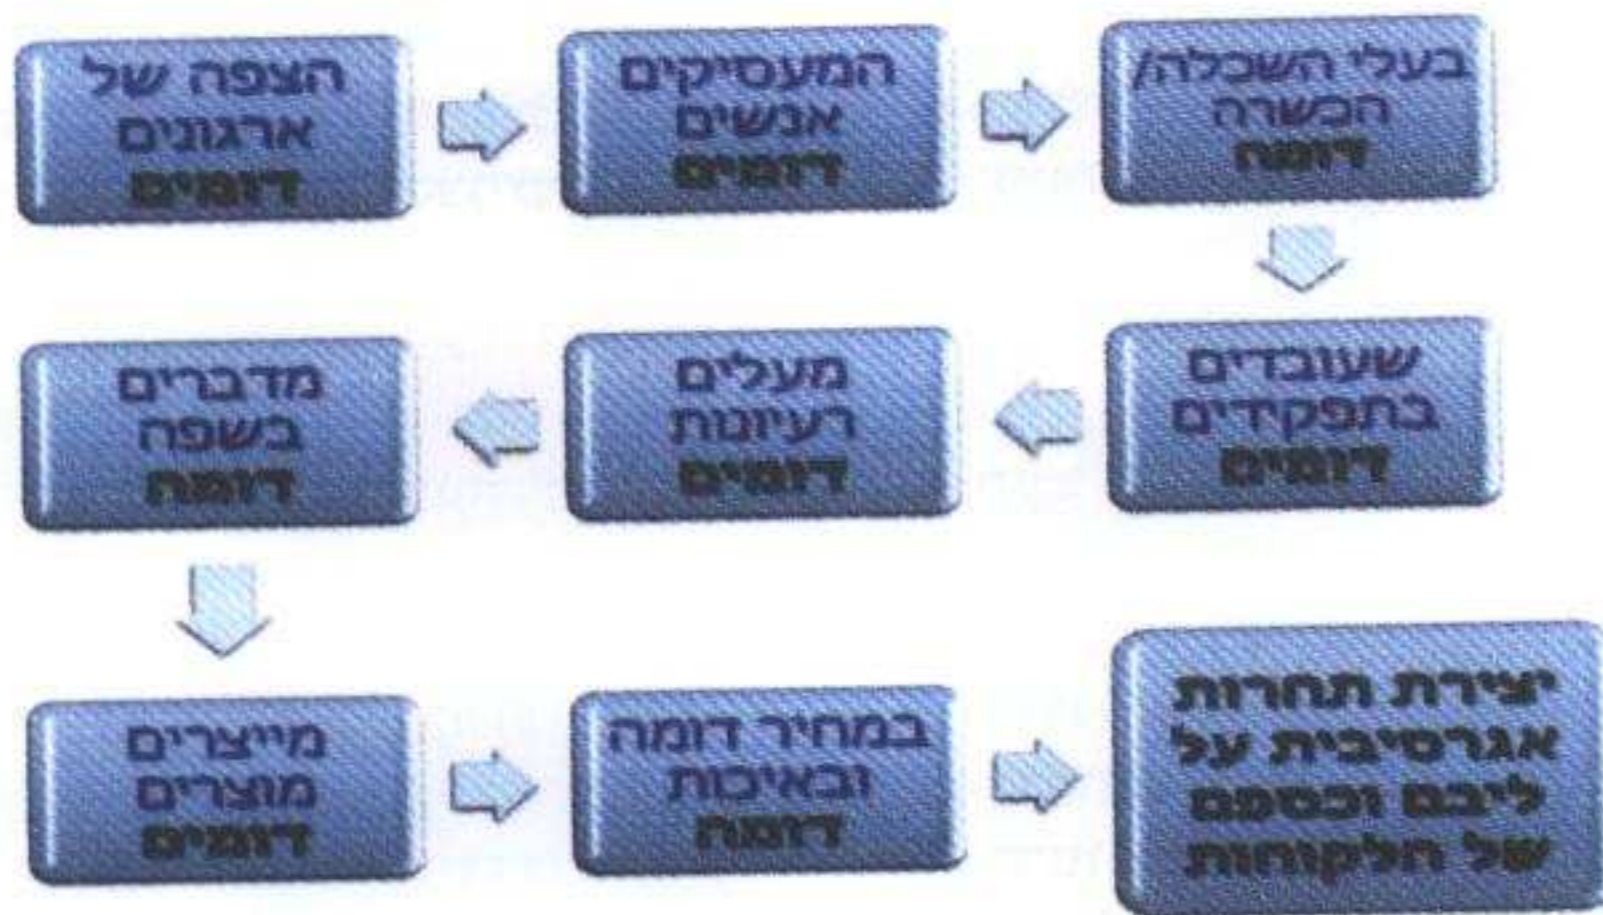 הצפה של
ארגונים
דומים
המעסיקים
אנשים
דומים
בעלי השכלה/
הכשרה
דומה
שעובדים
בתפקידים
דומים
מעלים
רעיונות
דומים
מדברים
בשפה
דומה
מייצרים
מוצרים
דומים
במחיר דומה
ובאיכות
דומה
יצירת תחרות
אגרסיבית על
ליבם וכספם
של הלקוחות